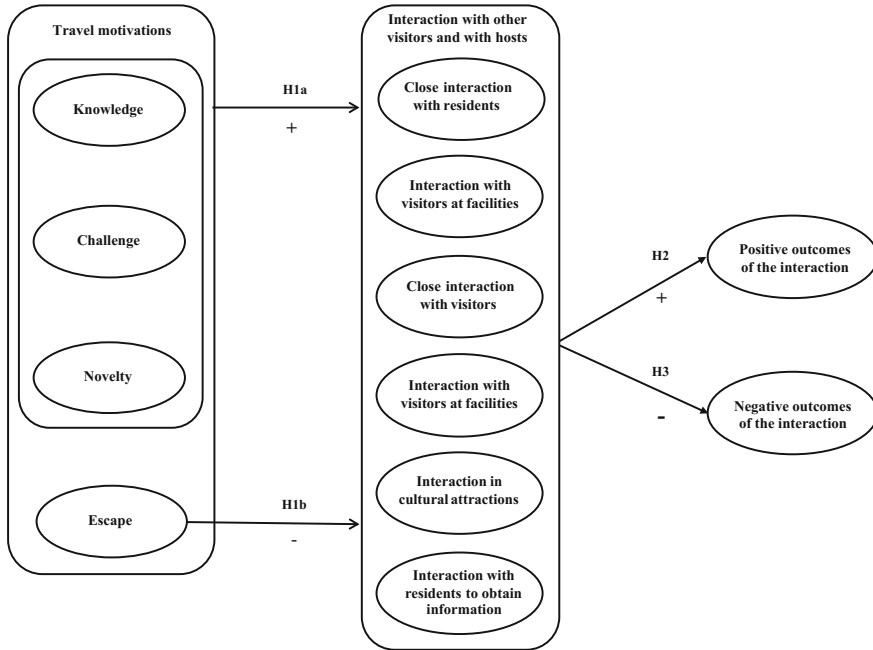 Travel motivations
Knowledge
Challenge
Novelty
Escape
H1a
+
H1b
-
Interaction with other
visitors and with hosts
Close interaction
with residents
Interaction with
visitors at facilities
Close interaction
with visitors
Interaction with
visitors at facilities
Interaction in
cultural attractions
Interaction with
residents to obtain
information
H2
+
H3
-
Positive outcomes
of the interaction
Negative outcomes
of the interaction